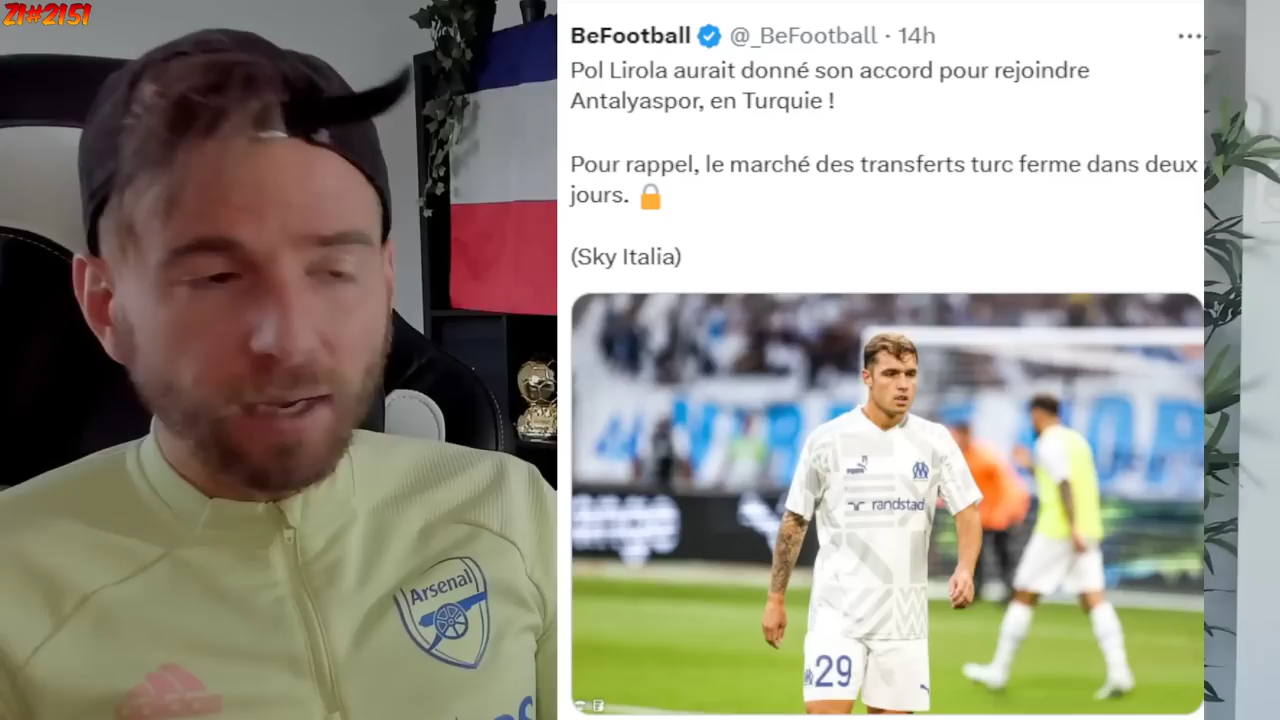 Z1#2151
BeFootball @_BeFootball · 14h
Pol Lirola aurait donné son accord pour rejoindre
Antalyaspor, en Turquie !
Pour rappel, le marché des transferts turc ferme dans deux
jours.
(Sky Italia)
Arsenal
randstad
29